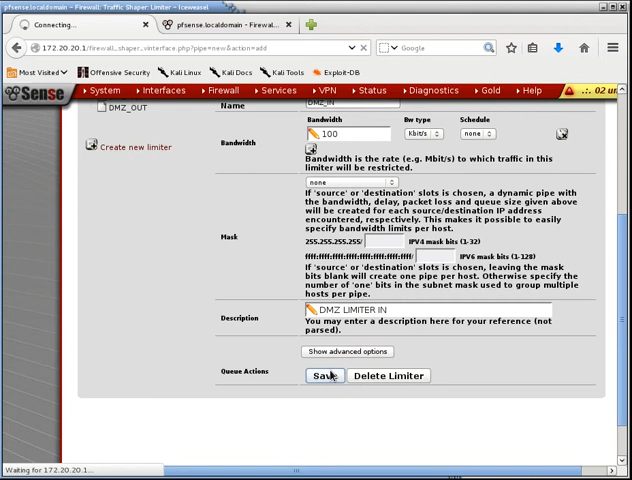 pfsense.localdomain - Firewall: Traffic Shaper: Limiter - Iceweasel
Connecting...
pfsense.localdomain - Firewal...
172.20.20.1/firewall_shaper_vinterface.php?pipe=new&action=add
Google
Most Visited
Offensive Security
Kali Linux
Kali Docs
Kali Tools
Exploit-DB
Sense
System
Interfaces
Firewall
Services
VPN
Status
Diagnostics
Gold
Help
.:. 02 un
DMZ_OUT
Create new limiter
Name
DMZ_IN
Bandwidth
Bandwidth Bw type Schedule
100 Kbit/s none
Bandwidth is the rate (e.g. Mbit/s) to which traffic in this
limiter will be restricted.
Mask
none
If 'source' or 'destination' slots is chosen, a dynamic pipe with
the bandwidth, delay, packet loss and queue size given above
will be created for each source/destination IP address
encountered, respectively. This makes it possible to easily
specify bandwidth limits per host.
255.255.255.255/ IPV4 mask bits (1-32)
ffff:ffff:ffff:ffff:ffff:ffff:ffff:ffff/ IPV6 mask bits (1-128)
If 'source' or 'destination' slots is chosen, leaving the mask
bits blank will create one pipe per host. Otherwise specify the
number of 'one' bits in the subnet mask used to group multiple
hosts per pipe.
Description
DMZ LIMITER IN
You may enter a description here for your reference (not
parsed).
Show advanced options
Queue Actions
Save Delete Limiter
Waiting for 172.20.20.1...